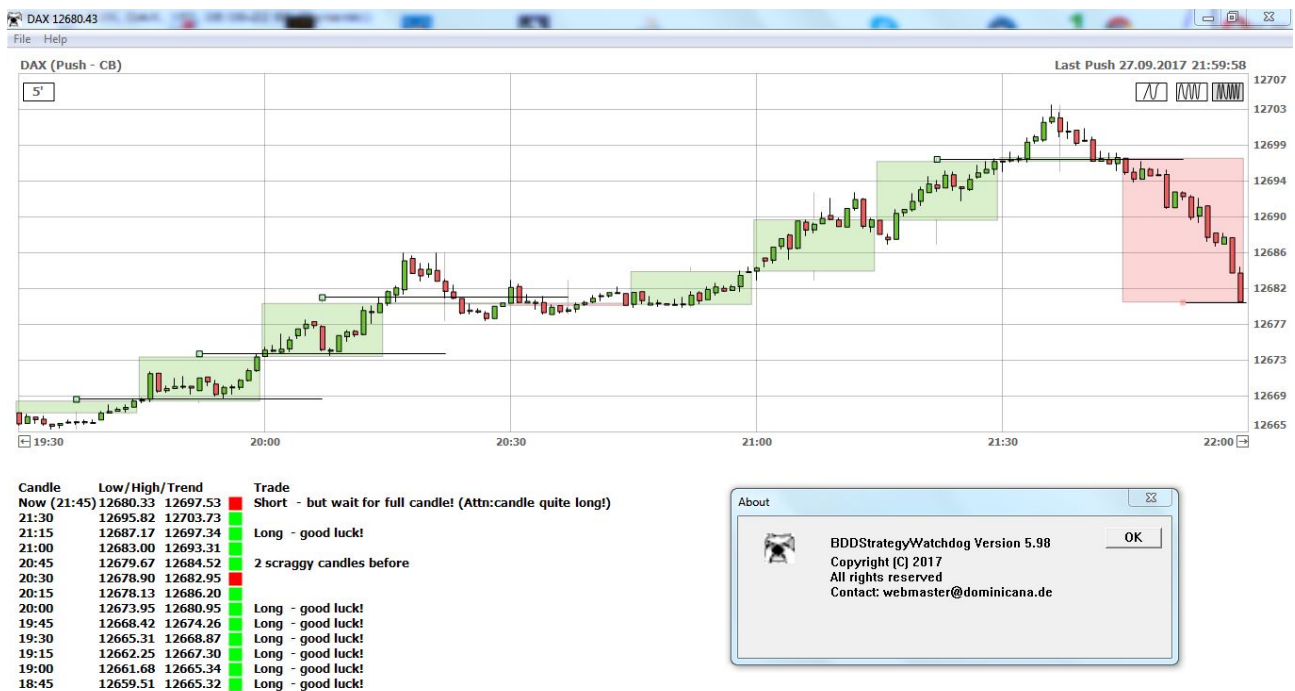 DAX 12680.43
File Help
DAX (Push - CB) Last Push 27.09.2017 21:59:58
5'
12707
12703
12699
12694
12690
12686
12682
12677
12673
12669
12665
19:30 20:00 20:30 21:00 21:30 22:00
Candle Low/High/Trend Trade
Now (21:45) 12680.33 12697.53 Short - but wait for full candle! (Attn:candle quite long!)
21:30 12695.82 12703.73
21:15 12687.17 12697.34 Long - good luck!
21:00 12683.00 12693.31
20:45 12679.67 12684.52 2 scraggy candles before
20:30 12678.90 12682.95
20:15 12678.13 12686.20
20:00 12673.95 12680.95 Long - good luck!
19:45 12668.42 12674.26 Long - good luck!
19:30 12665.31 12668.87 Long - good luck!
19:15 12662.25 12667.30 Long - good luck!
19:00 12661.68 12665.34 Long - good luck!
18:45 12659.51 12665.32 Long - good luck!
About
OK
BDDStrategyWatchdog Version 5.98
Copyright (C) 2017
All rights reserved
Contact: webmaster@dominicana.de